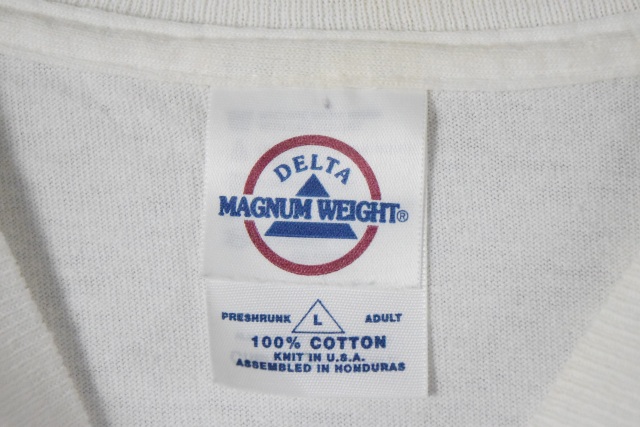 DELTA
MAGNUM WEIGHT®
PRESHRUNK L ADULT
100% COTTON
KNIT IN U.S.A.
ASSEMBLED IN HONDURAS